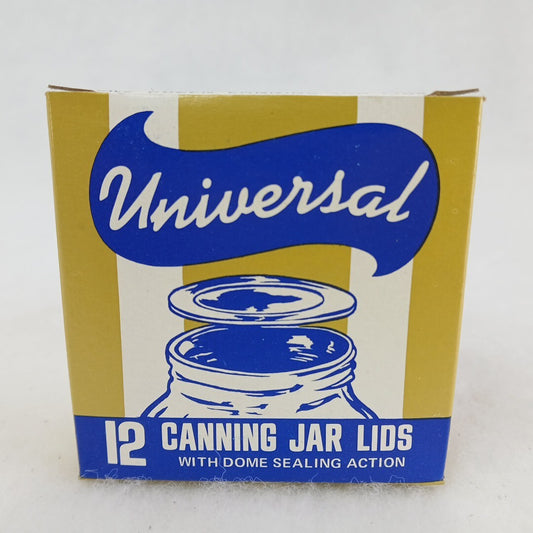 Universal
12 CANNING JAR LIDS
WITH DOME SEALING ACTION